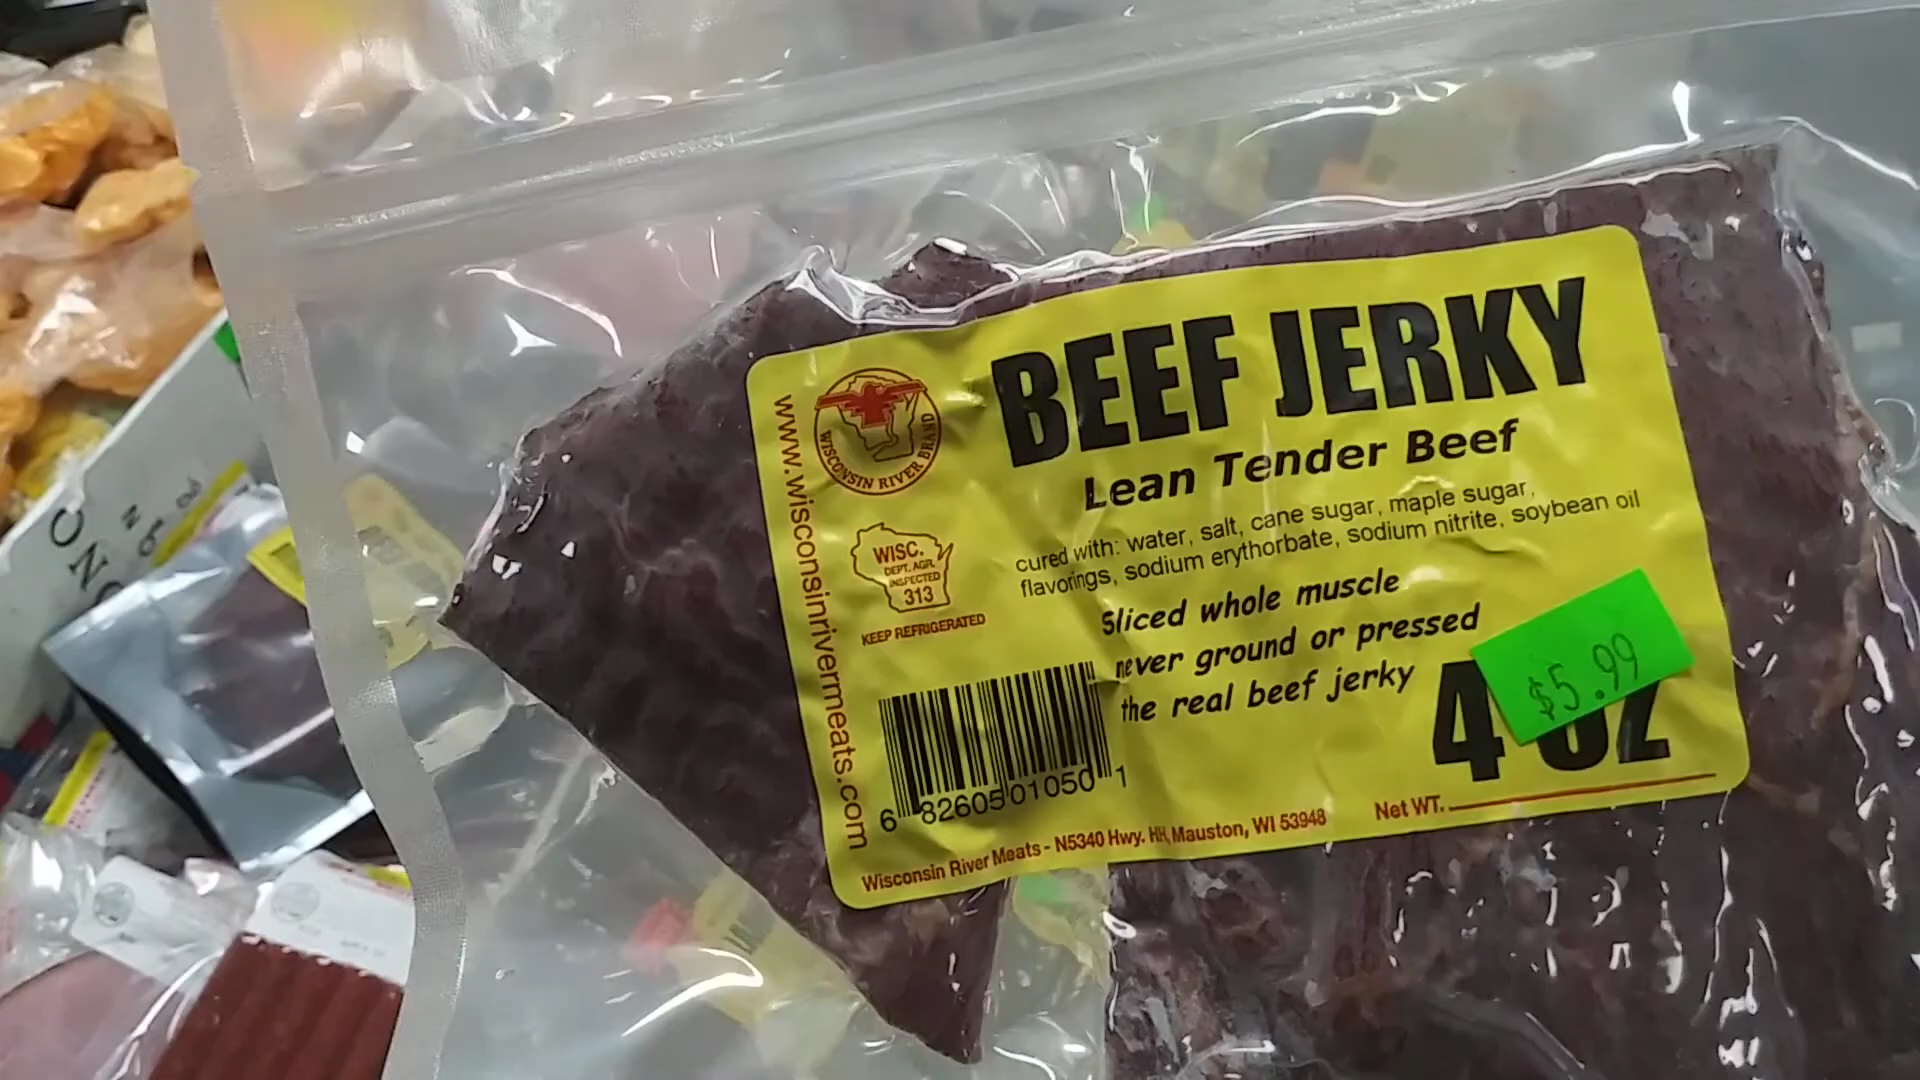 BEEF JERKY
Lean Tender Beef
cured with: water, salt, cane sugar, maple sugar,
flavorings, sodium erythorbate, sodium nitrite, soybean oil
Sliced whole muscle
never ground or pressed
the real beef jerky
4 oz
$5.99
Net WT.
WISCONSIN RIVER BRAND
WISC.
DEPT. AGR.
INSPECTED
313
KEEP REFRIGERATED
www.wisconsinrivermeats.com
6 82605 01050 1
Wisconsin River Meats - N5340 Hwy. HH, Mauston, WI 53948